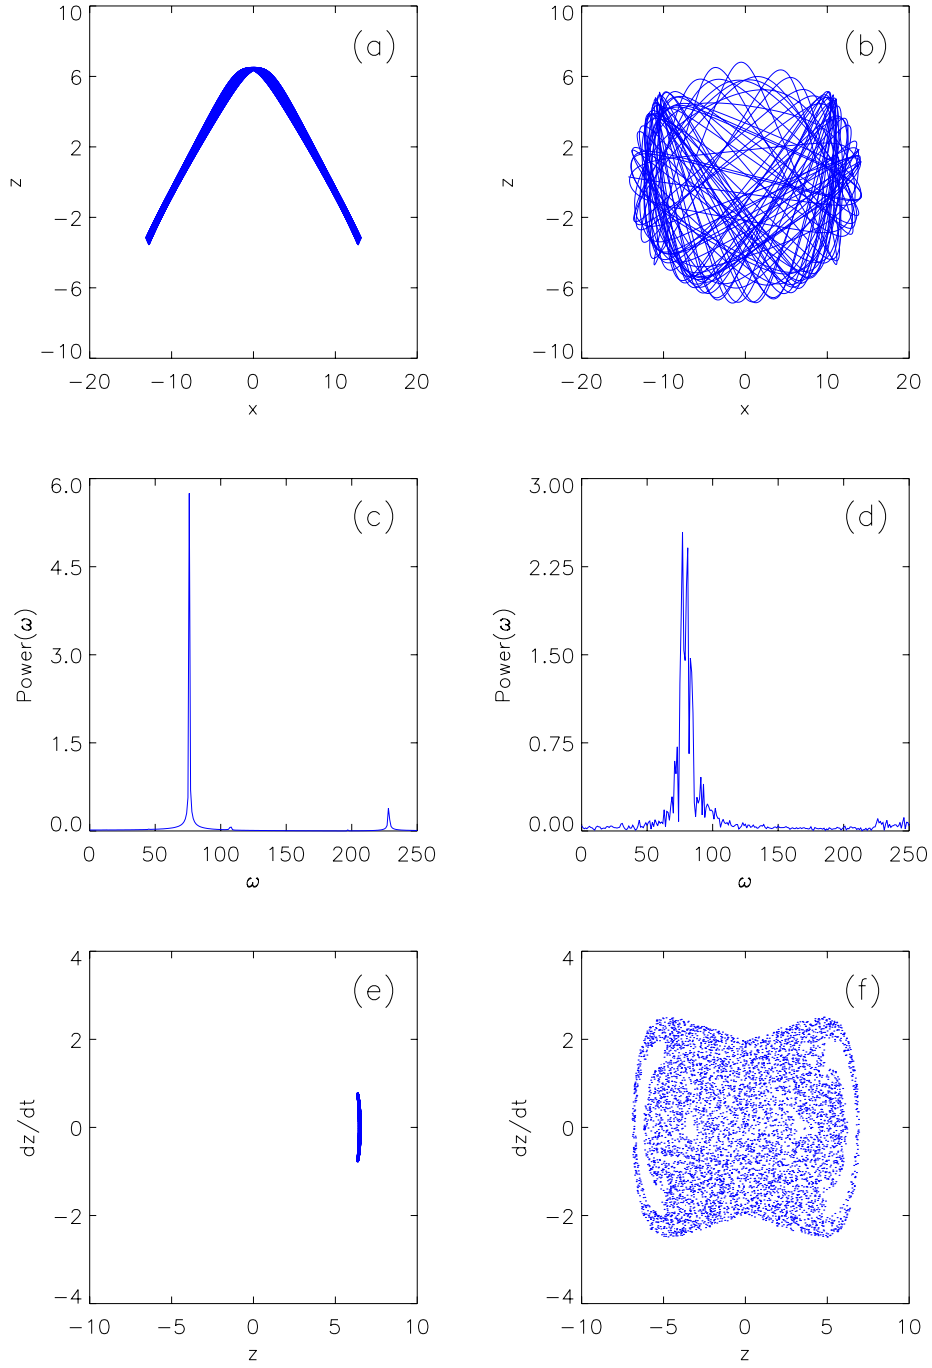 (a)
10
6
2
−2
−6
−10
z
−20 −10 0 10 20
x
(b)
10
6
2
−2
−6
−10
z
−20 −10 0 10 20
x
(c)
6.0
4.5
3.0
1.5
0.0
Power(ω)
0 50 100 150 200 250
ω
(d)
3.00
2.25
1.50
0.75
0.00
Power(ω)
0 50 100 150 200 250
ω
(e)
4
2
0
−2
−4
dz/dt
−10 −5 0 5 10
z
(f)
4
2
0
−2
−4
dz/dt
−10 −5 0 5 10
z